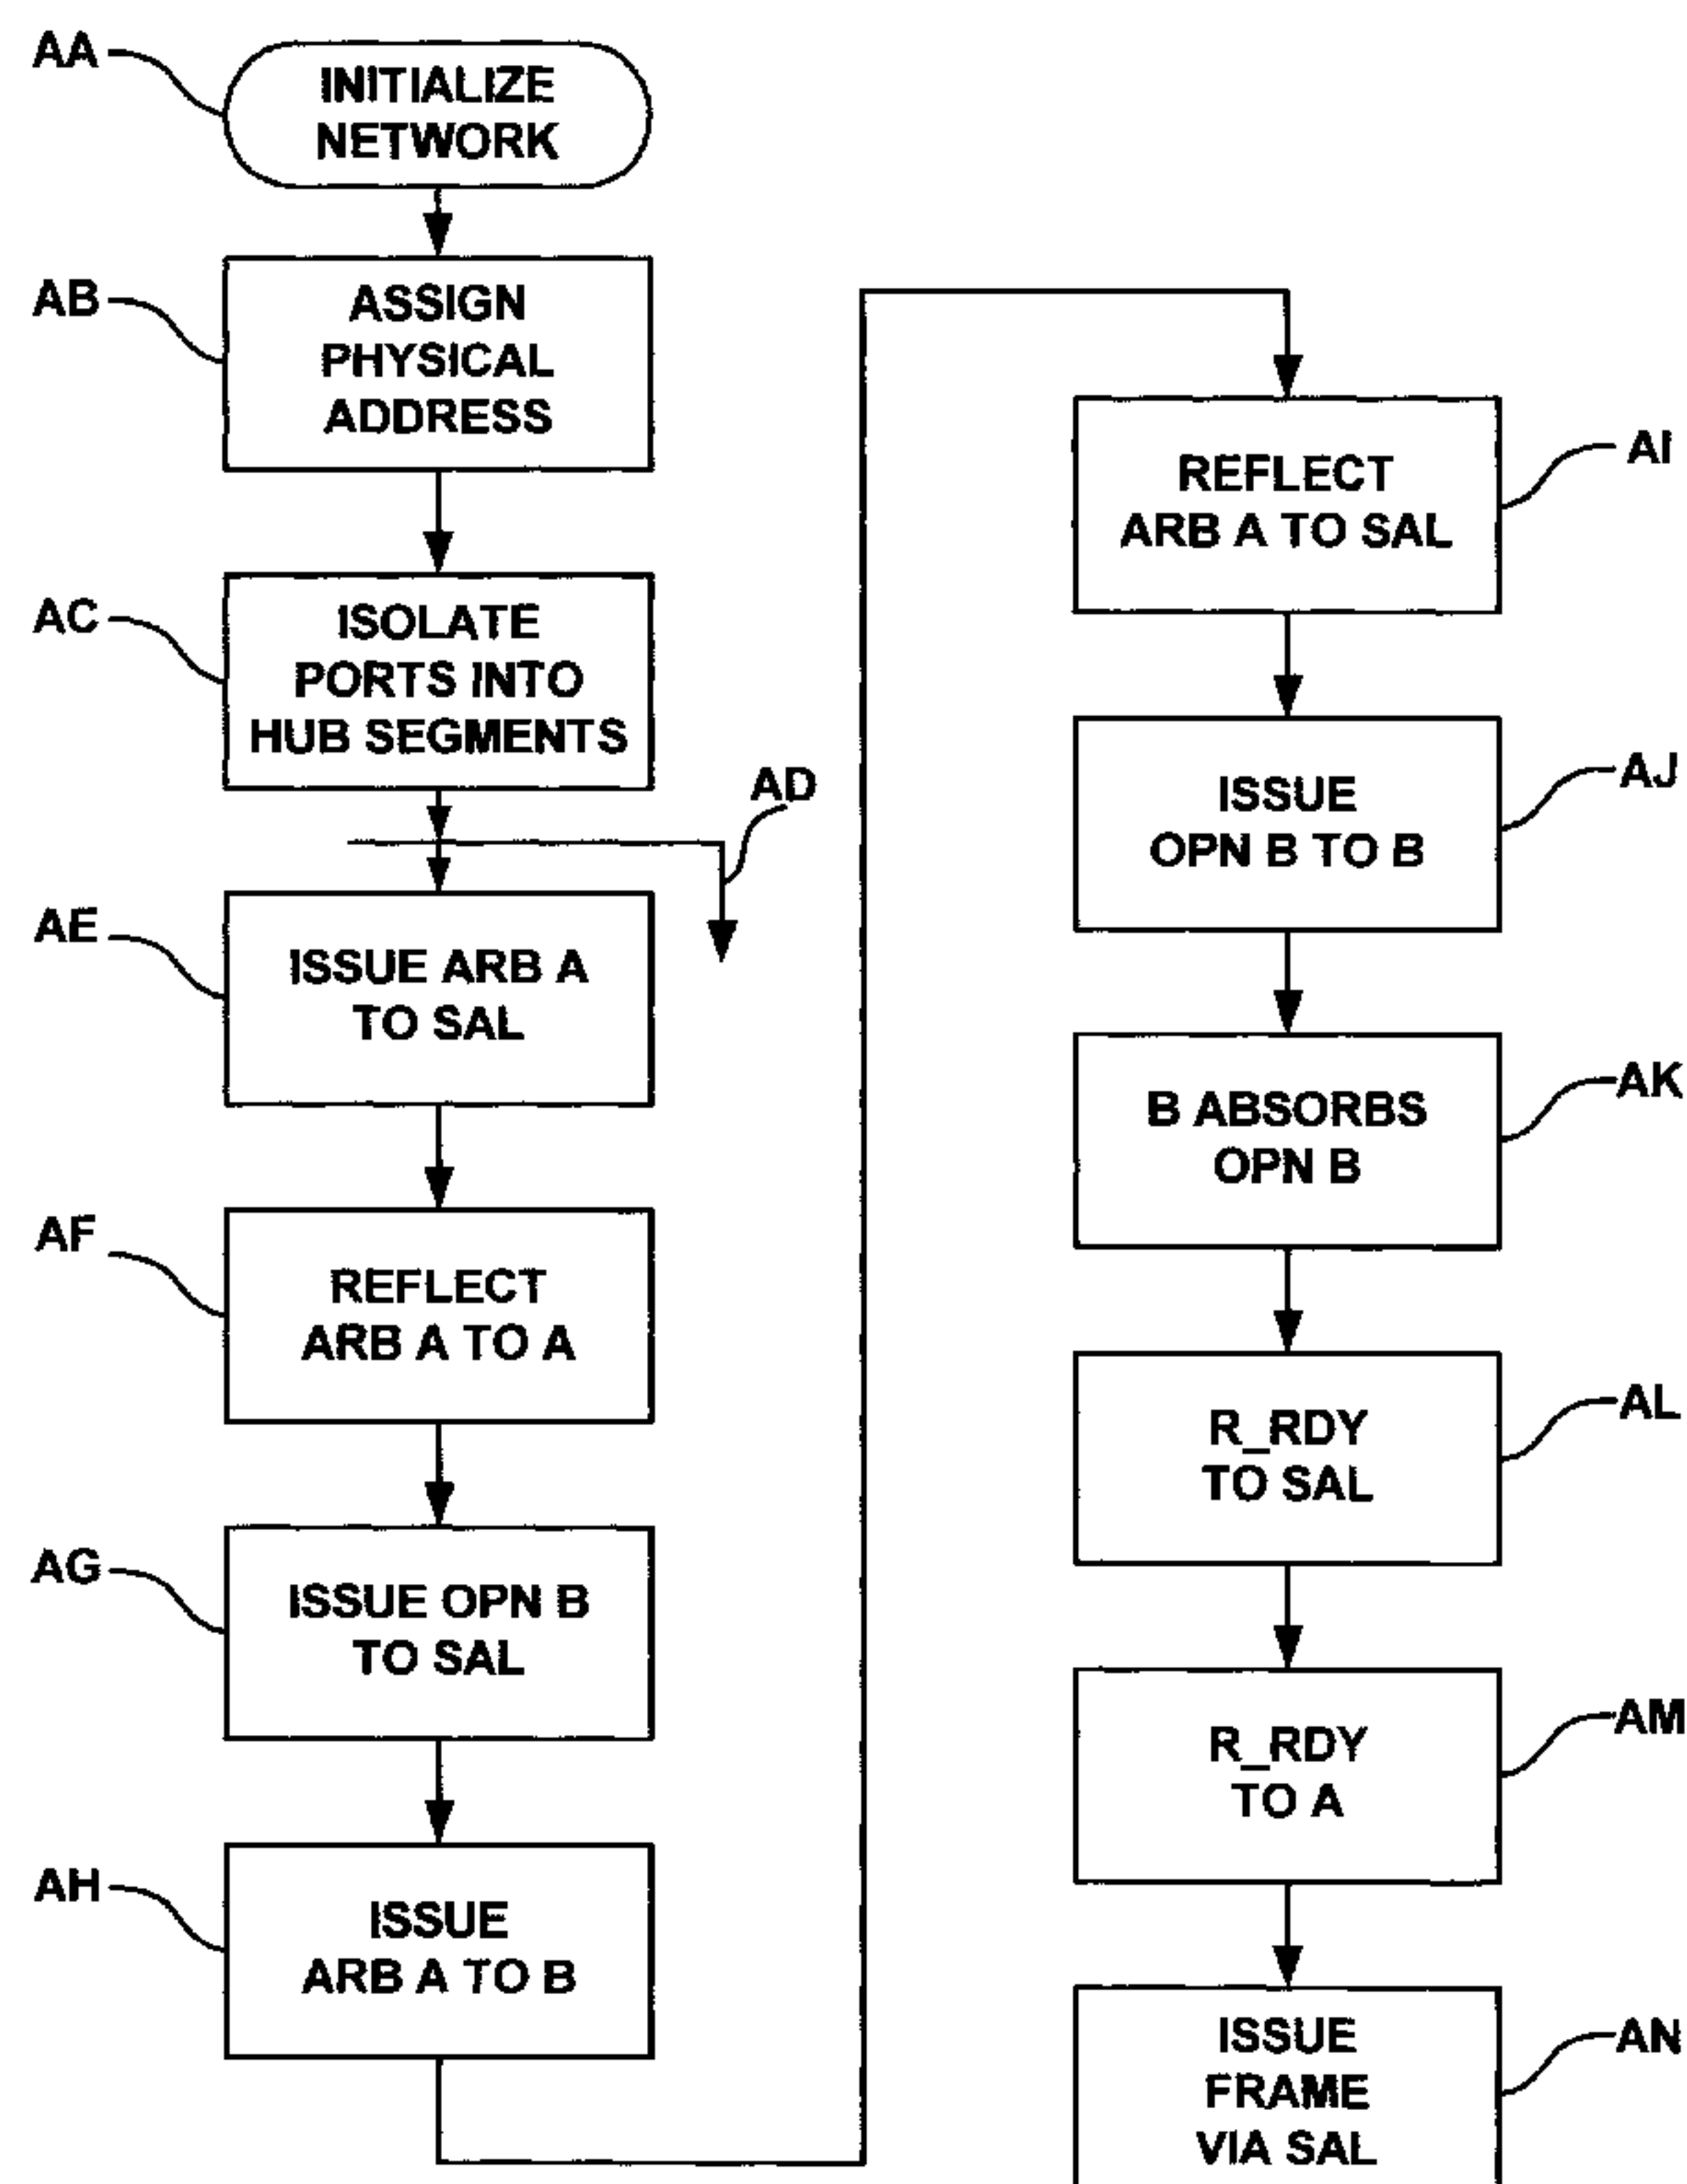 AA
INITIALIZE
NETWORK
AB
ASSIGN
PHYSICAL
ADDRESS
AC
ISOLATE
PORTS INTO
HUB SEGMENTS
AD
AE
ISSUE ARB A
TO SAL
AF
REFLECT
ARB A TO A
AG
ISSUE OPN B
TO SAL
AH
ISSUE
ARB A TO B
AI
REFLECT
ARB A TO SAL
AJ
ISSUE
OPN B TO B
AK
B ABSORBS
OPN B
AL
R_RDY
TO SAL
AM
R_RDY
TO A
AN
ISSUE
FRAME
VIA SAL